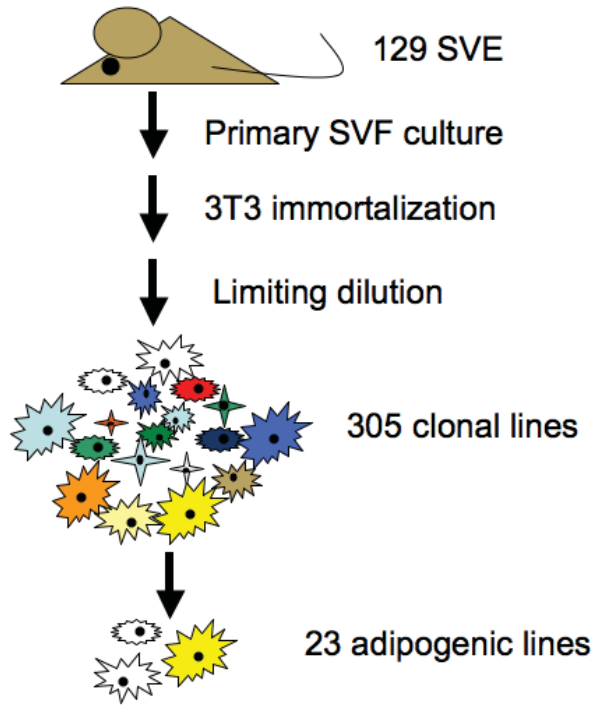 129 SVE
Primary SVF culture
3T3 immortalization
Limiting dilution
305 clonal lines
23 adipogenic lines